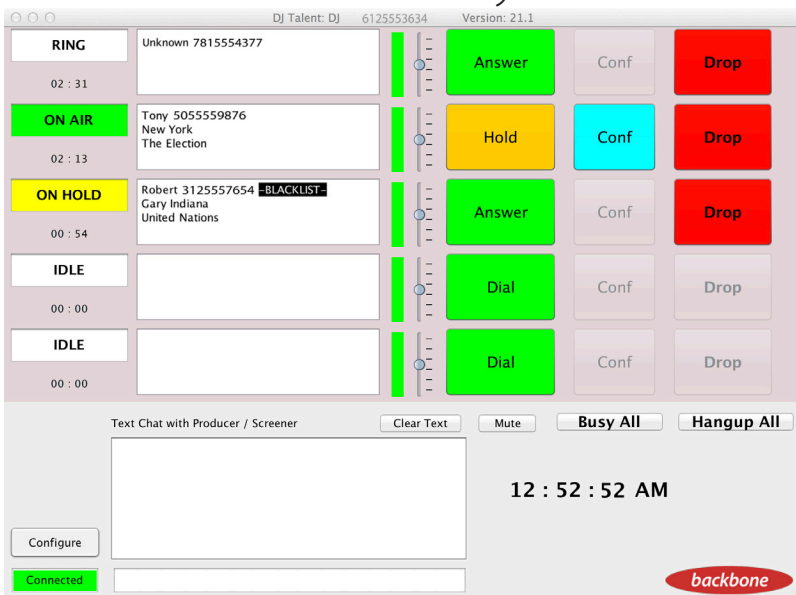 DJ Talent: DJ 6125553634 Version: 21.1
RING
02 : 31
Unknown 7815554377
Answer
Conf
Drop
ON AIR
02 : 13
Tony 5055559876
New York
The Election
Hold
Conf
Drop
ON HOLD
00 : 54
Robert 3125557654 -BLACKLIST-
Gary Indiana
United Nations
Answer
Conf
Drop
IDLE
00 : 00
Dial
Conf
Drop
IDLE
00 : 00
Dial
Conf
Drop
Text Chat with Producer / Screener
Clear Text
Mute
Busy All
Hangup All
12 : 52 : 52 AM
Configure
Connected
backbone